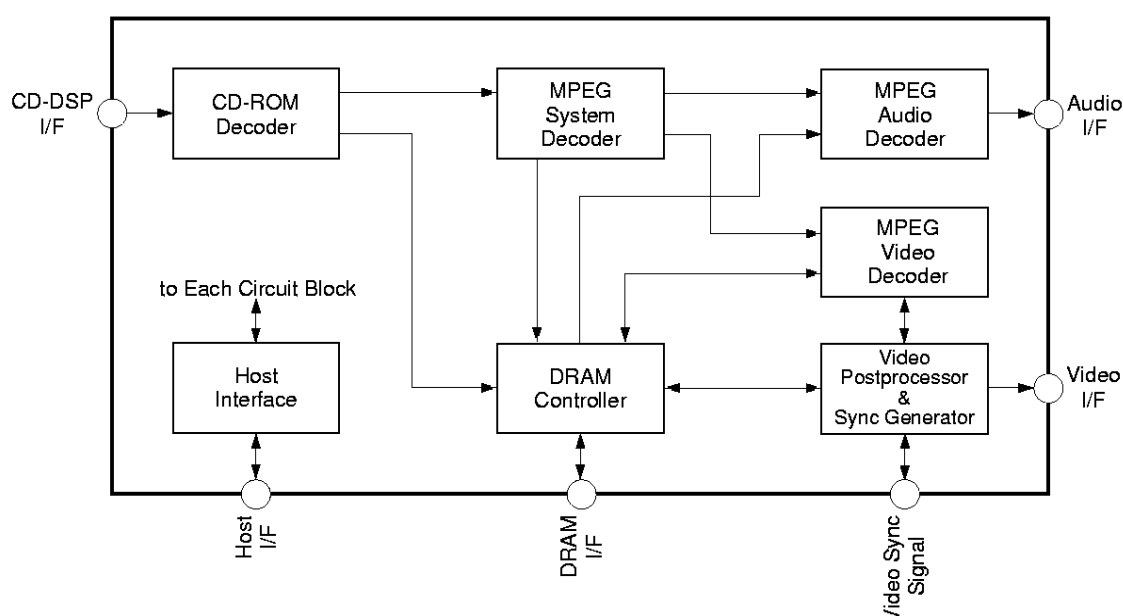 CD-DSP
I/F
CD-ROM
Decoder
MPEG
System
Decoder
MPEG
Audio
Decoder
Audio
I/F
MPEG
Video
Decoder
to Each Circuit Block
Host
Interface
DRAM
Controller
Video
Postprocessor
&
Sync Generator
Video
I/F
Host
I/F
DRAM
I/F
Video Sync
Signal